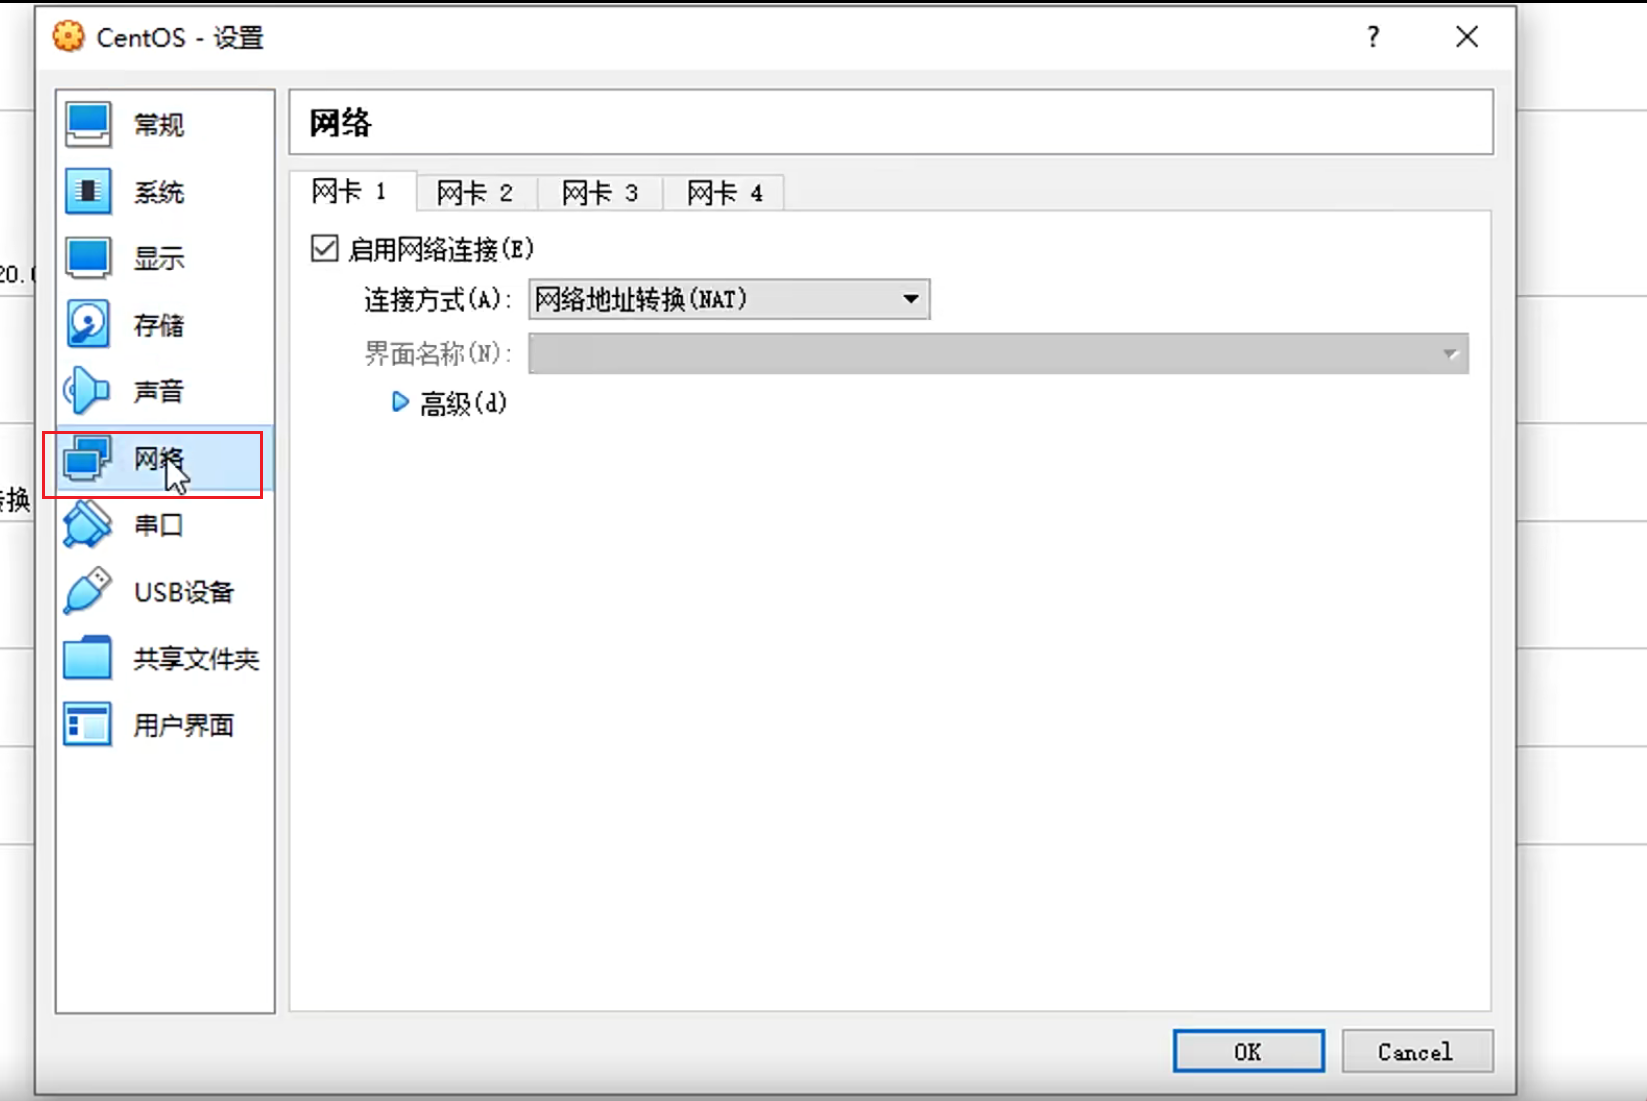 CentOS - 设置
?
常规
系统
显示
存储
声音
网络
串口
USB设备
共享文件夹
用户界面
网络
网卡 1
网卡 2
网卡 3
网卡 4
启用网络连接(E)
连接方式(A): 网络地址转换(NAT)
界面名称(N):
高级(d)
20.
换
OK
Cancel